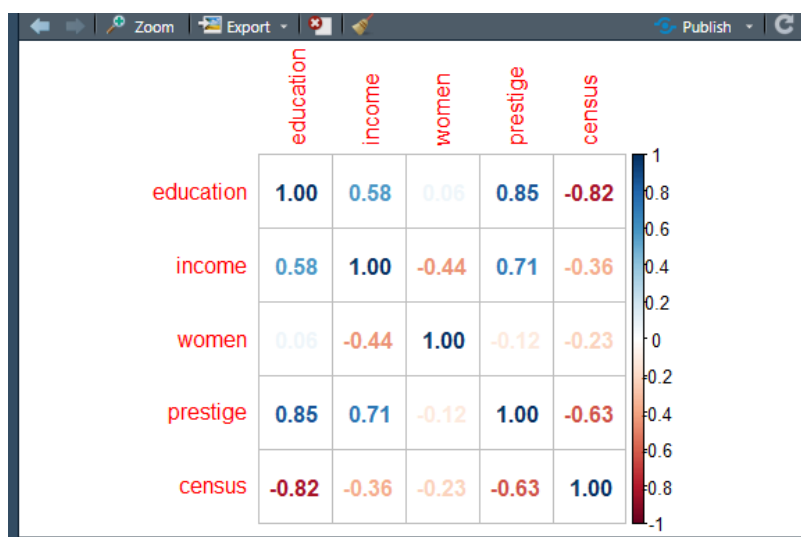 Zoom Export Publish
education income women prestige census
education 1.00 0.58 0.06 0.85 -0.82
income 0.58 1.00 -0.44 0.71 -0.36
women 0.06 -0.44 1.00 -0.12 -0.23
prestige 0.85 0.71 -0.12 1.00 -0.63
census -0.82 -0.36 -0.23 -0.63 1.00
1
0.8
0.6
0.4
0.2
0
-0.2
-0.4
-0.6
-0.8
-1